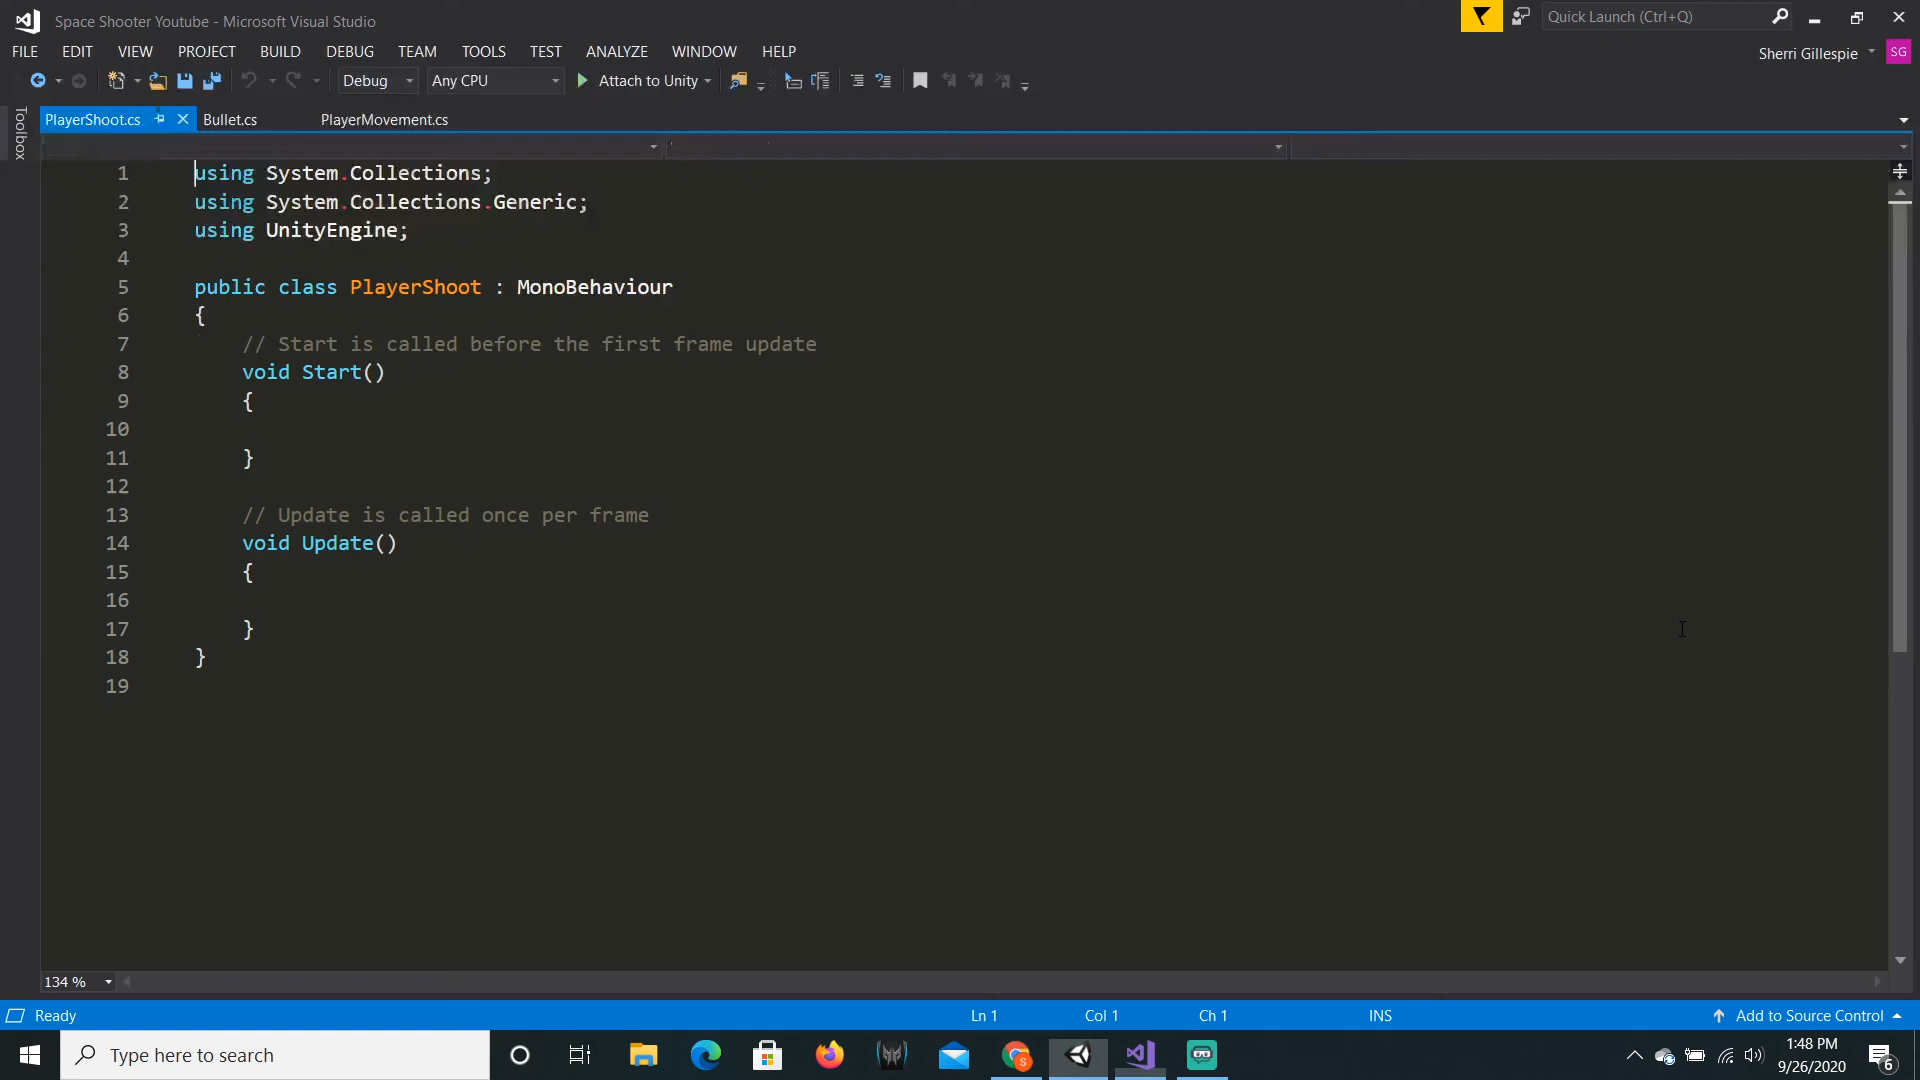 Space Shooter Youtube - Microsoft Visual Studio
Quick Launch (Ctrl+Q)
FILE EDIT VIEW PROJECT BUILD DEBUG TEAM TOOLS TEST ANALYZE WINDOW HELP
Sherri Gillespie SG
Debug Any CPU Attach to Unity
Toolbox
PlayerShoot.cs Bullet.cs PlayerMovement.cs
1 using System.Collections;
2 using System.Collections.Generic;
3 using UnityEngine;
4
5 public class PlayerShoot : MonoBehaviour
6 {
7 // Start is called before the first frame update
8 void Start()
9 {
10
11 }
12
13 // Update is called once per frame
14 void Update()
15 {
16
17 }
18 }
19
134 %
Ready Ln 1 Col 1 Ch 1 INS Add to Source Control
Type here to search
1:48 PM
9/26/2020
6